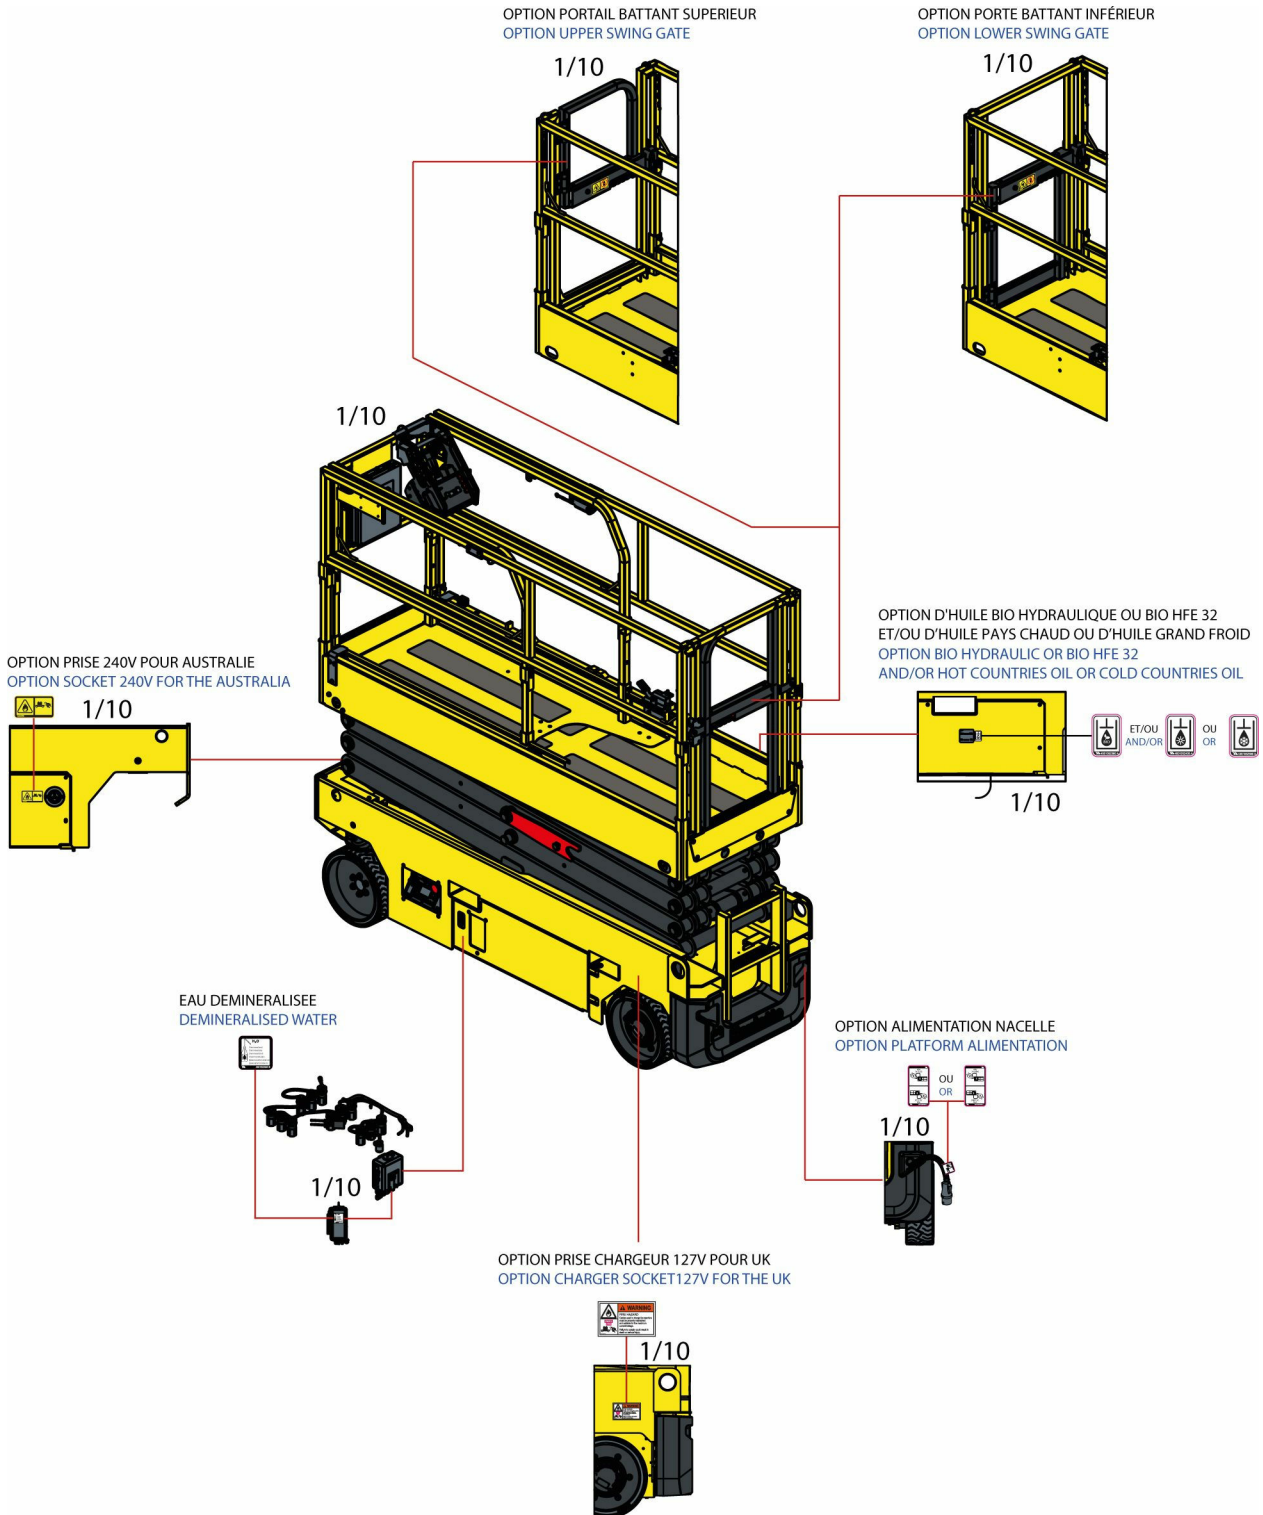 OPTION PORTAIL BATTANT SUPERIEUR
OPTION UPPER SWING GATE
1/10
OPTION PORTE BATTANT INFÉRIEUR
OPTION LOWER SWING GATE
1/10
1/10
OPTION D'HUILE BIO HYDRAULIQUE OU BIO HFE 32
ET/OU D'HUILE PAYS CHAUD OU D'HUILE GRAND FROID
OPTION BIO HYDRAULIC OR BIO HFE 32
AND/OR HOT COUNTRIES OIL OR COLD COUNTRIES OIL
ET/OU
AND/OR
OU
OR
1/10
OPTION PRISE 240V POUR AUSTRALIE
OPTION SOCKET 240V FOR THE AUSTRALIA
1/10
EAU DEMINERALISEE
DEMINERALISED WATER
H₂O
1/10
OPTION ALIMENTATION NACELLE
OPTION PLATFORM ALIMENTATION
OU
OR
1/10
OPTION PRISE CHARGEUR 127V POUR UK
OPTION CHARGER SOCKET127V FOR THE UK
WARNING
1/10